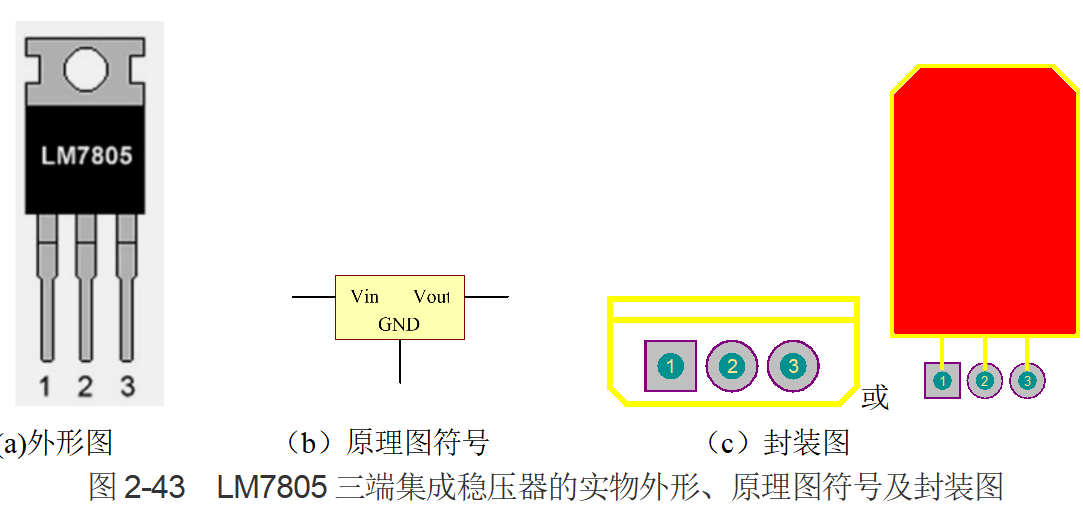 LM7805
1 2 3
Vin Vout
GND
1 2 3
或
1 2 3
(a)外形图
（b）原理图符号
（c）封装图
图 2-43 LM7805 三端集成稳压器的实物外形、原理图符号及封装图